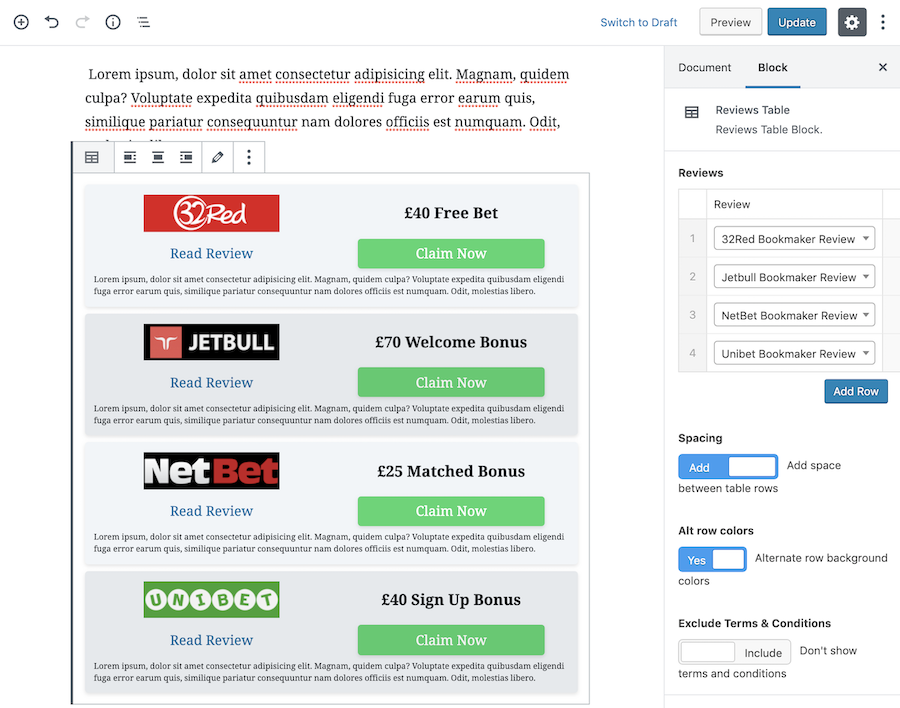 Switch to Draft
Preview
Update
Lorem ipsum, dolor sit amet consectetur adipisicing elit. Magnam, quidem
culpa? Voluptate expedita quibusdam eligendi fuga error earum quis,
similique pariatur consequuntur nam dolores officiis est numquam. Odit,
32Red
£40 Free Bet
Read Review
Claim Now
Lorem ipsum, dolor sit amet consectetur adipisicing elit. Magnam, quidem culpa? Voluptate expedita quibusdam eligendi
fuga error earum quis, similique pariatur consequuntur nam dolores officiis est numquam. Odit, molestias libero.
JETBULL
£70 Welcome Bonus
Read Review
Claim Now
Lorem ipsum, dolor sit amet consectetur adipisicing elit. Magnam, quidem culpa? Voluptate expedita quibusdam eligendi
fuga error earum quis, similique pariatur consequuntur nam dolores officiis est numquam. Odit, molestias libero.
NetBet
£25 Matched Bonus
Read Review
Claim Now
Lorem ipsum, dolor sit amet consectetur adipisicing elit. Magnam, quidem culpa? Voluptate expedita quibusdam eligendi
fuga error earum quis, similique pariatur consequuntur nam dolores officiis est numquam. Odit, molestias libero.
UNIBET
£40 Sign Up Bonus
Read Review
Claim Now
Lorem ipsum, dolor sit amet consectetur adipisicing elit. Magnam, quidem culpa? Voluptate expedita quibusdam eligendi
fuga error earum quis, similique pariatur consequuntur nam dolores officiis est numquam. Odit, molestias libero.
Document
Block
Reviews Table
Reviews Table Block.
Reviews
Review
1 32Red Bookmaker Review
2 Jetbull Bookmaker Review
3 NetBet Bookmaker Review
4 Unibet Bookmaker Review
Add Row
Spacing
Add Add space
between table rows
Alt row colors
Yes Alternate row background
colors
Exclude Terms & Conditions
Include Don't show
terms and conditions